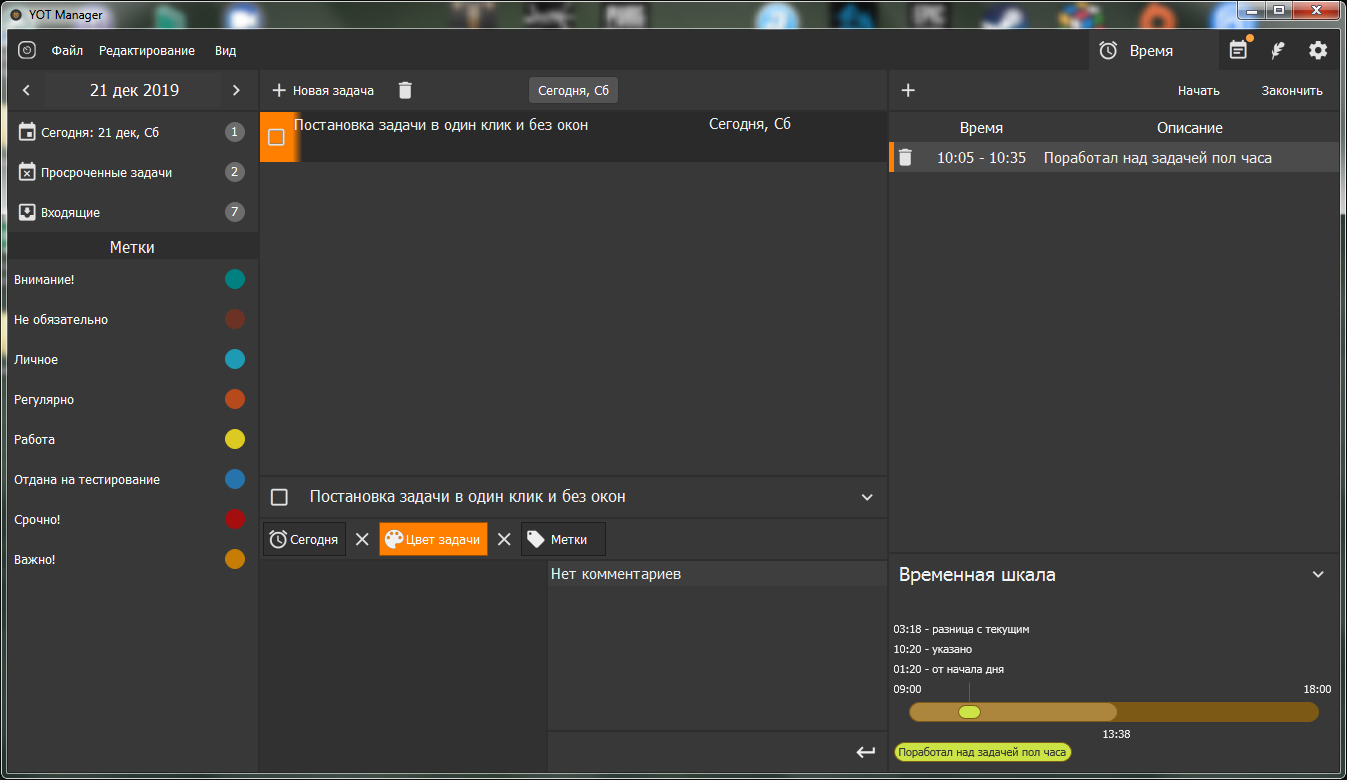 YOT Manager
Файл Редактирование Вид Время
21 дек 2019
Новая задача Сегодня, Сб
Начать Закончить
Сегодня: 21 дек, Сб 1
Просроченные задачи 2
Входящие 7
Метки
Внимание!
Не обязательно
Личное
Регулярно
Работа
Отдана на тестирование
Срочно!
Важно!
Постановка задачи в один клик и без окон Сегодня, Сб
Постановка задачи в один клик и без окон
Сегодня Цвет задачи Метки
Нет комментариев
Время Описание
10:05 - 10:35 Поработал над задачей пол часа
Временная шкала
03:18 - разница с текущим
10:20 - указано
01:20 - от начала дня
09:00 18:00
13:38
Поработал над задачей пол часа